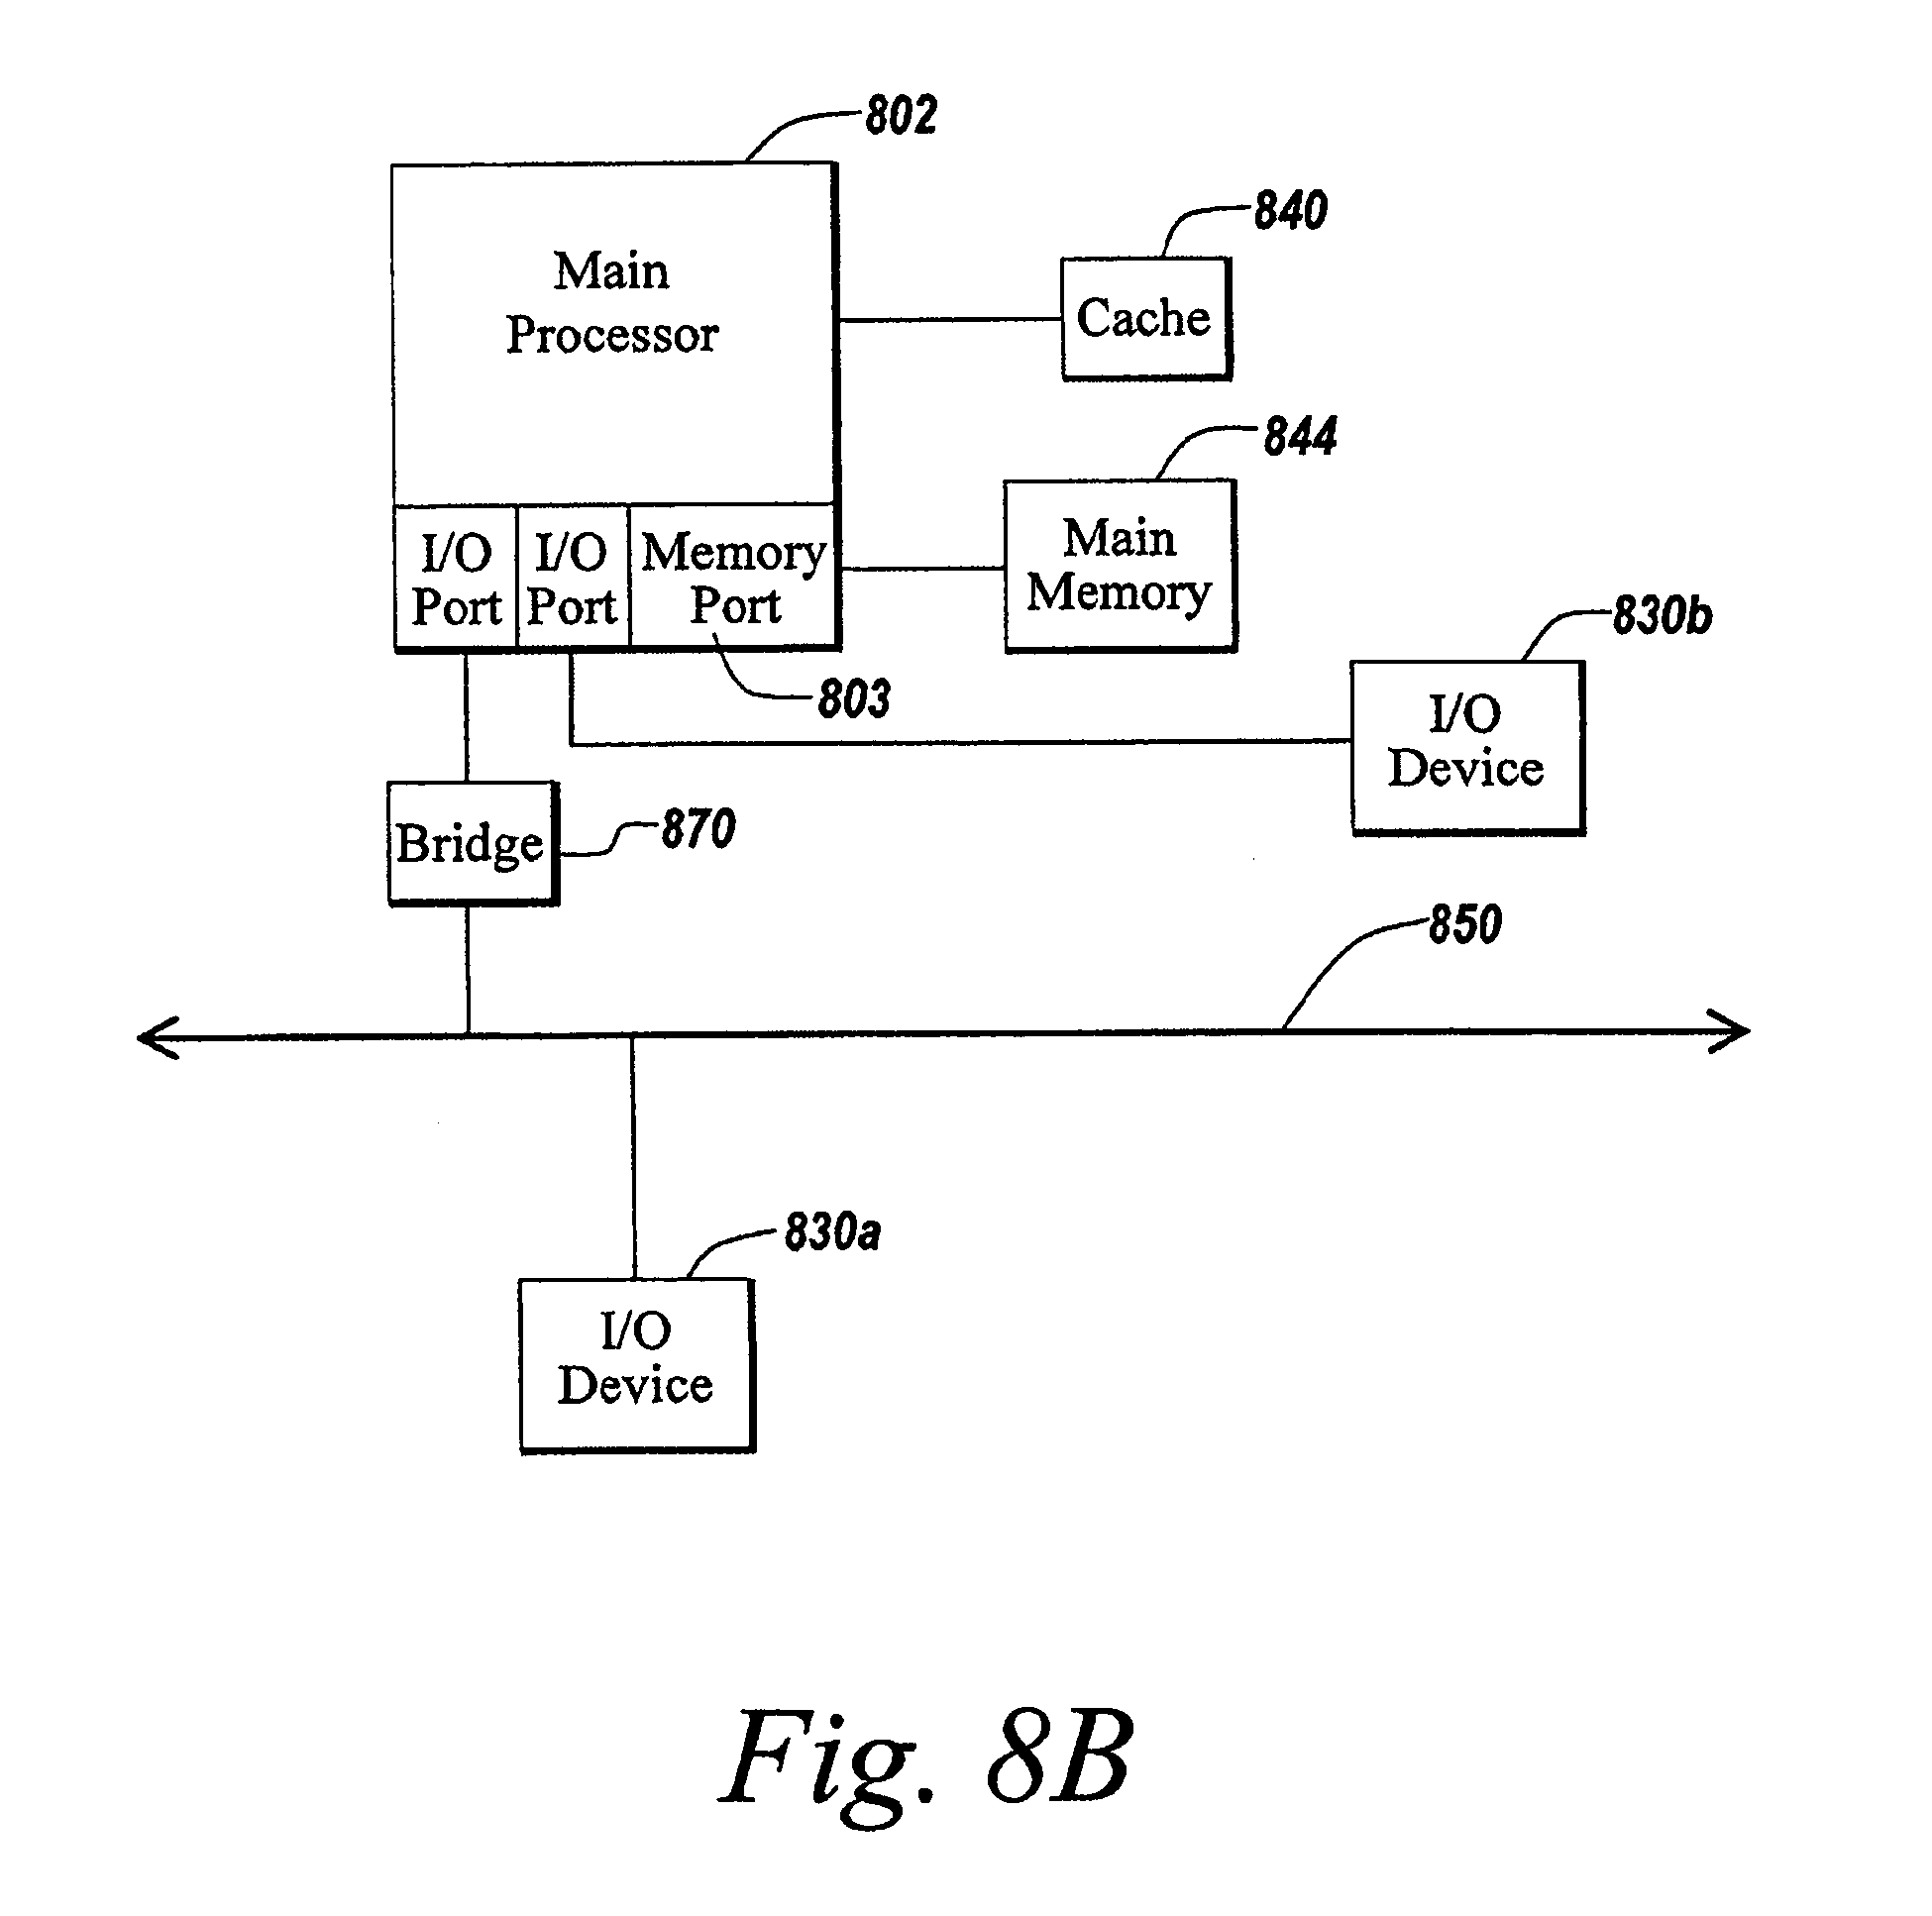 802
840
Main
Processor
Cache
844
I/O
Port
I/O
Port
Memory
Port
Main
Memory
830b
803
I/O
Device
Bridge
870
850
830a
I/O
Device
Fig. 8B